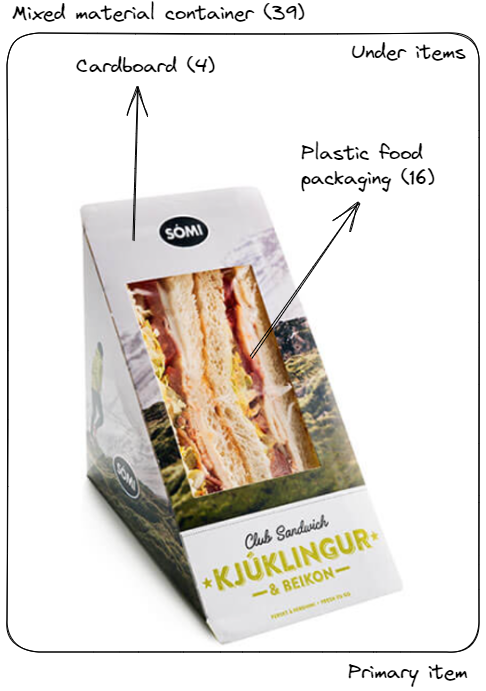 Mixed material container (39)
Under items
Cardboard (4)
Plastic food
packaging (16)
SÓMI
SÓMI
Club Sandwich
KJÚKLINGUR
& BEIKON
Primary item